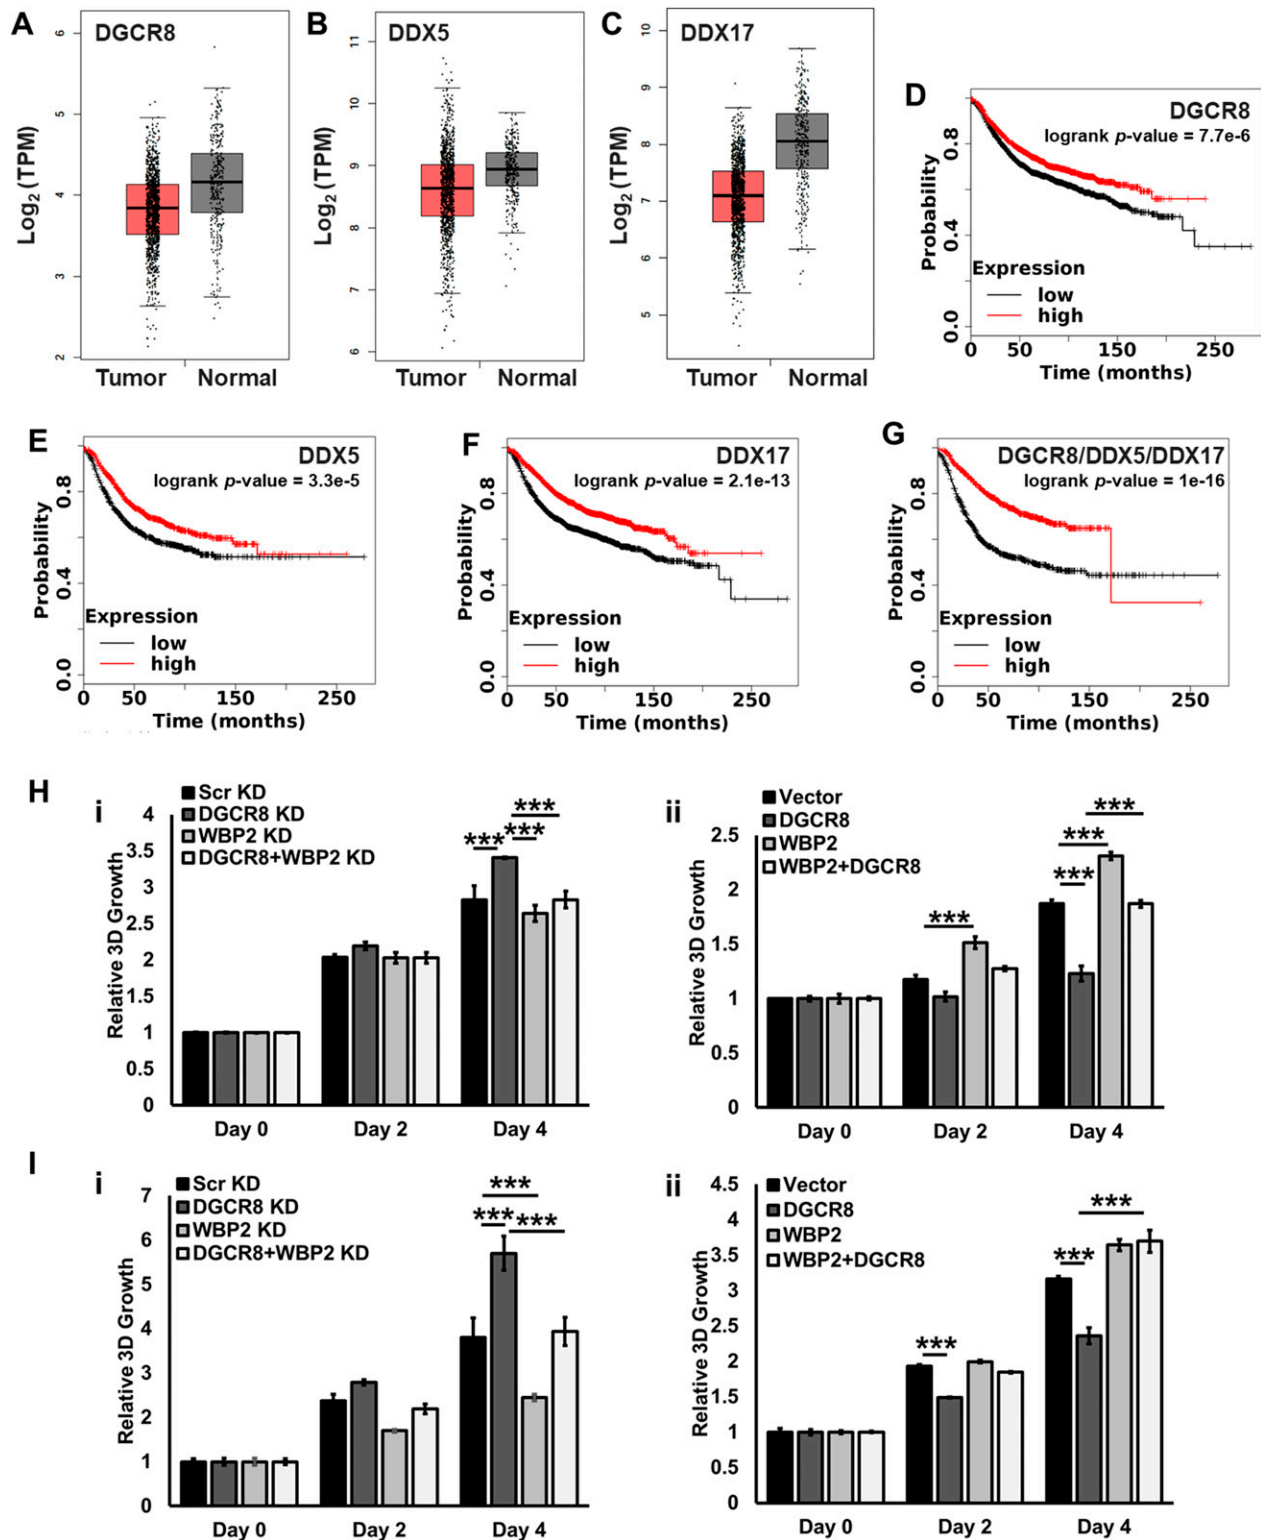 A
DGCR8
Log2 (TPM)
6
5
4
3
2
Tumor
Normal
B
DDX5
Log2 (TPM)
11
10
9
8
7
6
Tumor
Normal
C
DDX17
Log2 (TPM)
10
9
8
7
6
5
Tumor
Normal
D
DGCR8
logrank p-value = 7.7e-6
Probability
0.8
0.4
0.0
Expression
low
high
0 50 150 250
Time (months)
E
DDX5
logrank p-value = 3.3e-5
Probability
0.8
0.4
0.0
Expression
low
high
0 50 150 250
Time (months)
F
DDX17
logrank p-value = 2.1e-13
Probability
0.8
0.4
0.0
Expression
low
high
0 50 150 250
Time (months)
G
DGCR8/DDX5/DDX17
logrank p-value = 1e-16
Probability
0.8
0.4
0.0
Expression
low
high
0 50 150 250
Time (months)
H
i
Scr KD
DGCR8 KD
WBP2 KD
DGCR8+WBP2 KD
Relative 3D Growth
4
3.5
3
2.5
2
1.5
1
0.5
0
***
*** ***
Day 0 Day 2 Day 4
ii
Vector
DGCR8
WBP2
WBP2+DGCR8
Relative 3D Growth
2.5
2
1.5
1
0.5
0
***
***
***
***
Day 0 Day 2 Day 4
I
i
Scr KD
DGCR8 KD
WBP2 KD
DGCR8+WBP2 KD
Relative 3D Growth
7
6
5
4
3
2
1
0
***
*** ***
Day 0 Day 2 Day 4
ii
Vector
DGCR8
WBP2
WBP2+DGCR8
Relative 3D Growth
4.5
4
3.5
3
2.5
2
1.5
1
0.5
0
***
***
***
Day 0 Day 2 Day 4